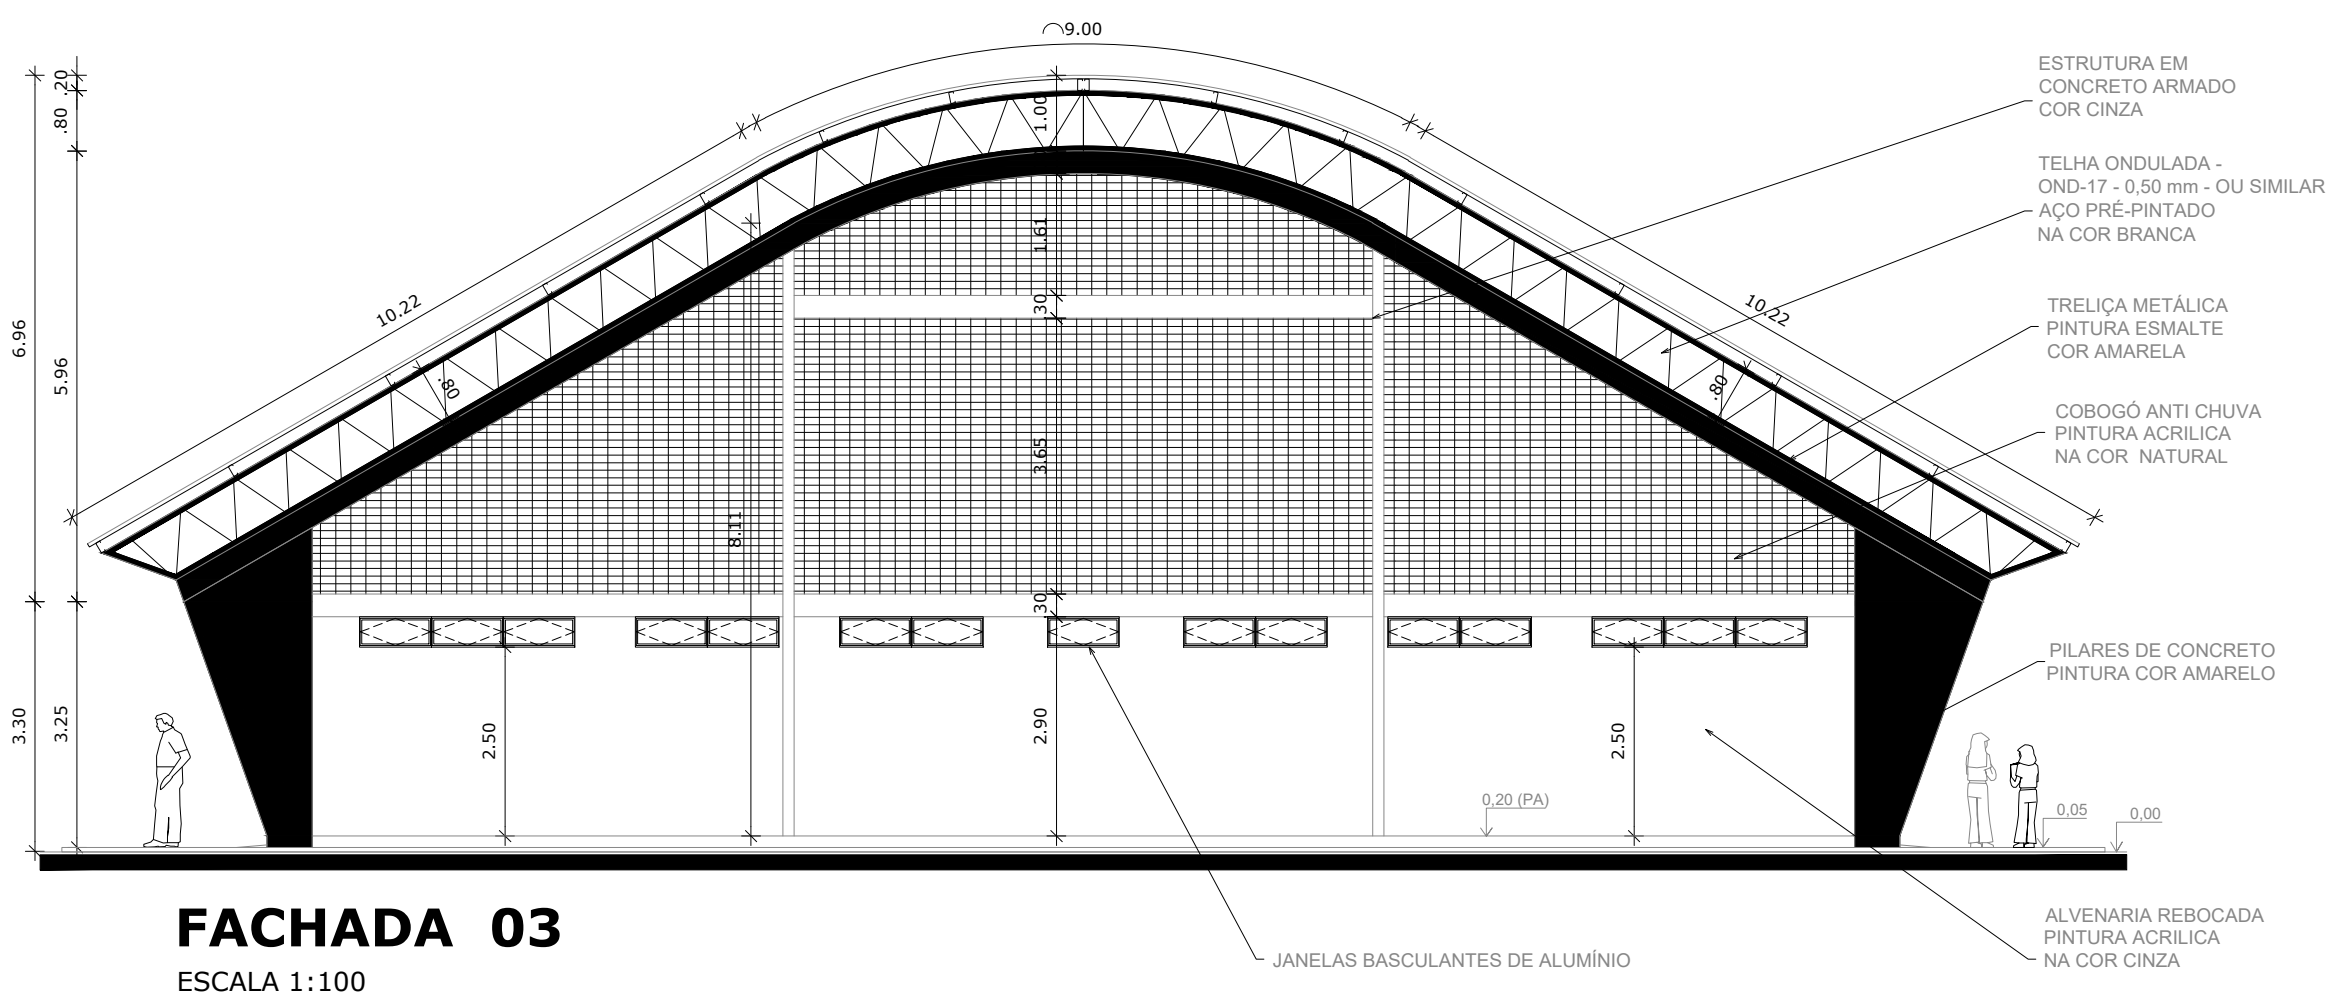 9.00
ESTRUTURA EM
CONCRETO ARMADO
COR CINZA
.20
.80
1.00
TELHA ONDULADA -
OND-17 - 0,50 mm - OU SIMILAR
AÇO PRÉ-PINTADO
NA COR BRANCA
10.22
1.61
10.22
.30
6.96
5.96
TRELIÇA METÁLICA
PINTURA ESMALTE
COR AMARELA
.80
.80
3.65
COBOGÓ ANTI CHUVA
PINTURA ACRILICA
NA COR NATURAL
8.11
.30
PILARES DE CONCRETO
PINTURA COR AMARELO
3.30
3.25
2.50
2.90
2.50
0,20 (PA)
0,05
0,00
FACHADA 03
ESCALA 1:100
JANELAS BASCULANTES DE ALUMÍNIO
ALVENARIA REBOCADA
PINTURA ACRILICA
NA COR CINZA